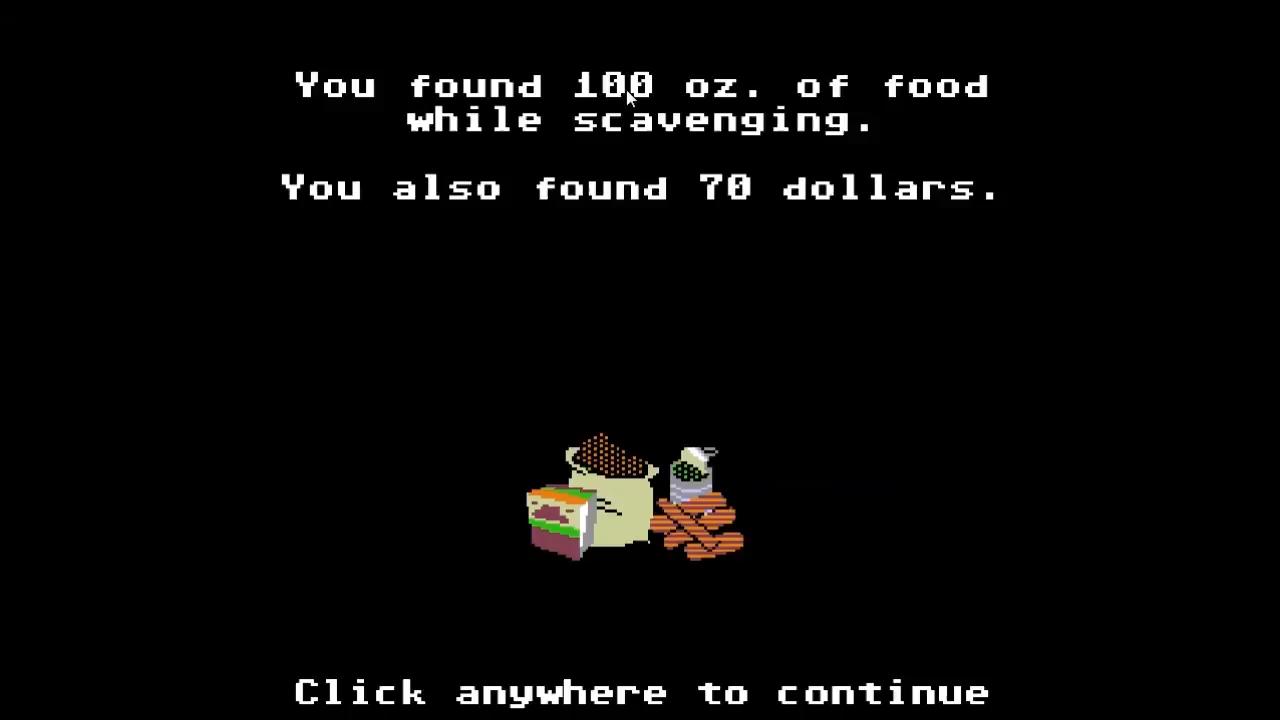 You found 100 oz. of food
while scavenging.
You also found 70 dollars.
Click anywhere to continue